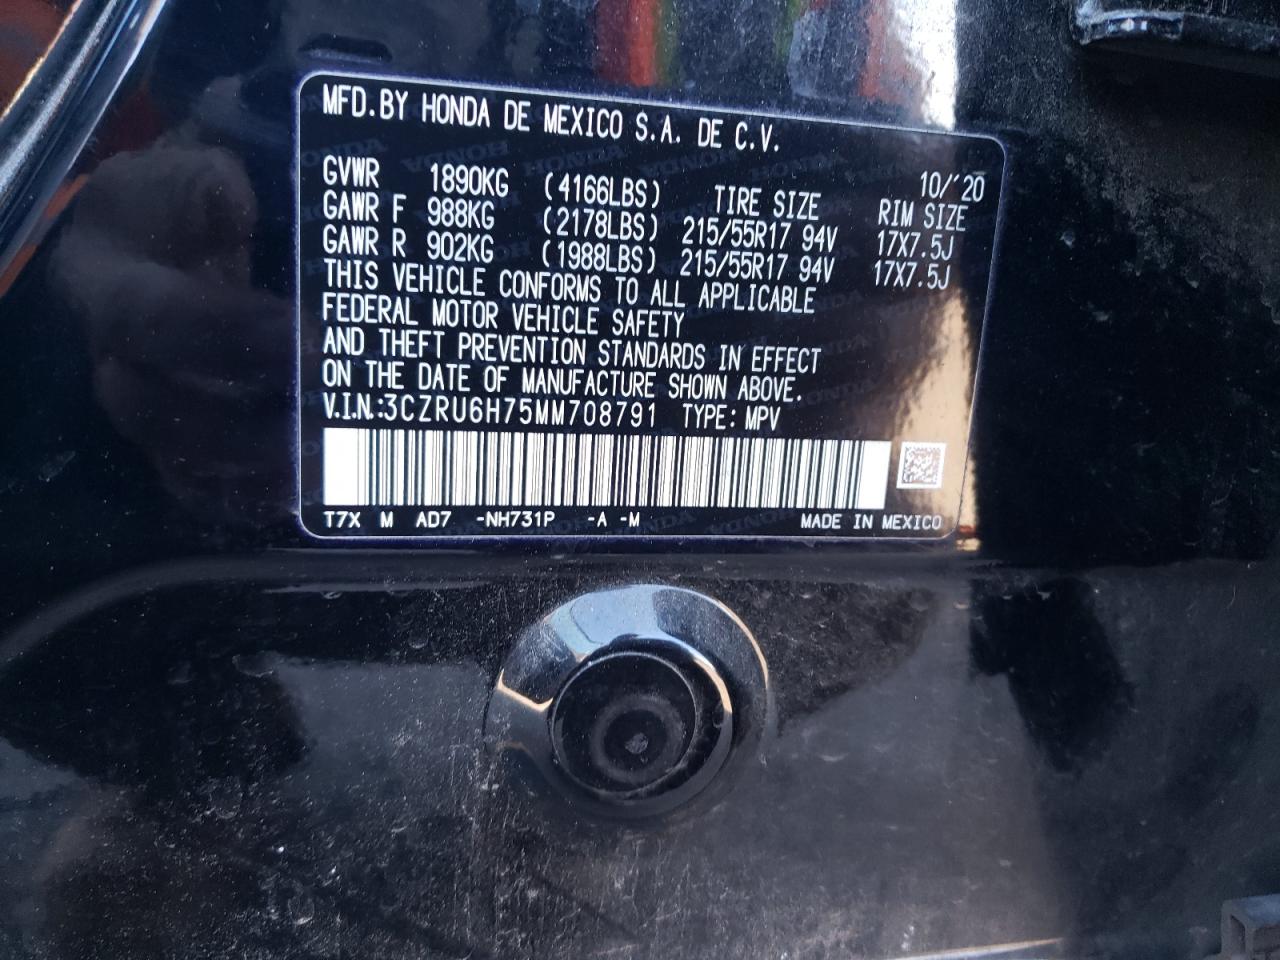 MFD.BY HONDA DE MEXICO S.A. DE C.V.
10/'20
GVWR 1890KG (4166LBS) TIRE SIZE RIM SIZE
GAWR F 988KG (2178LBS) 215/55R17 94V 17X7.5J
GAWR R 902KG (1988LBS) 215/55R17 94V 17X7.5J
THIS VEHICLE CONFORMS TO ALL APPLICABLE
FEDERAL MOTOR VEHICLE SAFETY
AND THEFT PREVENTION STANDARDS IN EFFECT
ON THE DATE OF MANUFACTURE SHOWN ABOVE.
V.I.N.:3CZRU6H75MM708791 TYPE: MPV
T7X M AD7 -NH731P -A -M MADE IN MEXICO